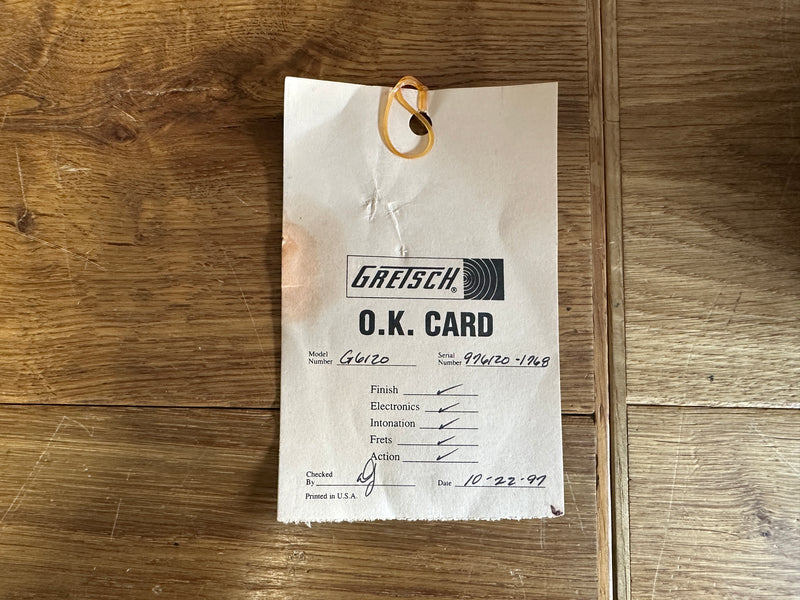 GRETSCH®
O.K. CARD
Model Number G6120 Serial Number 976120-1768
Finish ✓
Electronics ✓
Intonation ✓
Frets ✓
Action ✓
Checked By Date 10-22-97
Printed in U.S.A.